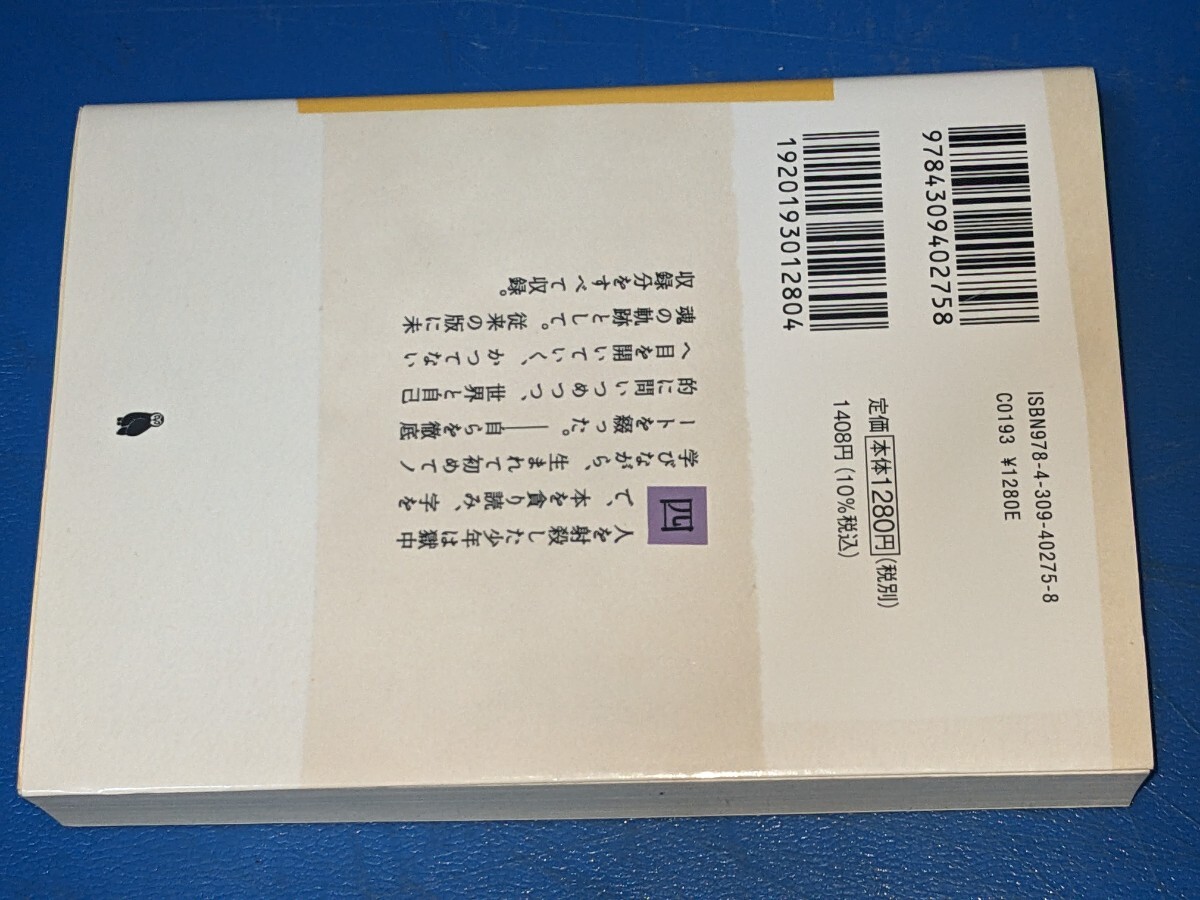 9784309402758
1920193012804
ISBN978-4-309-40275-8
C0193 ¥1280E
定価 本体1280円(税別)
1408円(10%税込)
四
人を射殺した少年は獄中
で、本を貪り読み、字を
学びながら、生まれて初めてノ
ートを綴った。──自らを徹底
的に問いつめつつ、世界と自己
へ目を開いていく、かつてない
魂の軌跡として。従来の版に未
収録分をすべて収録。